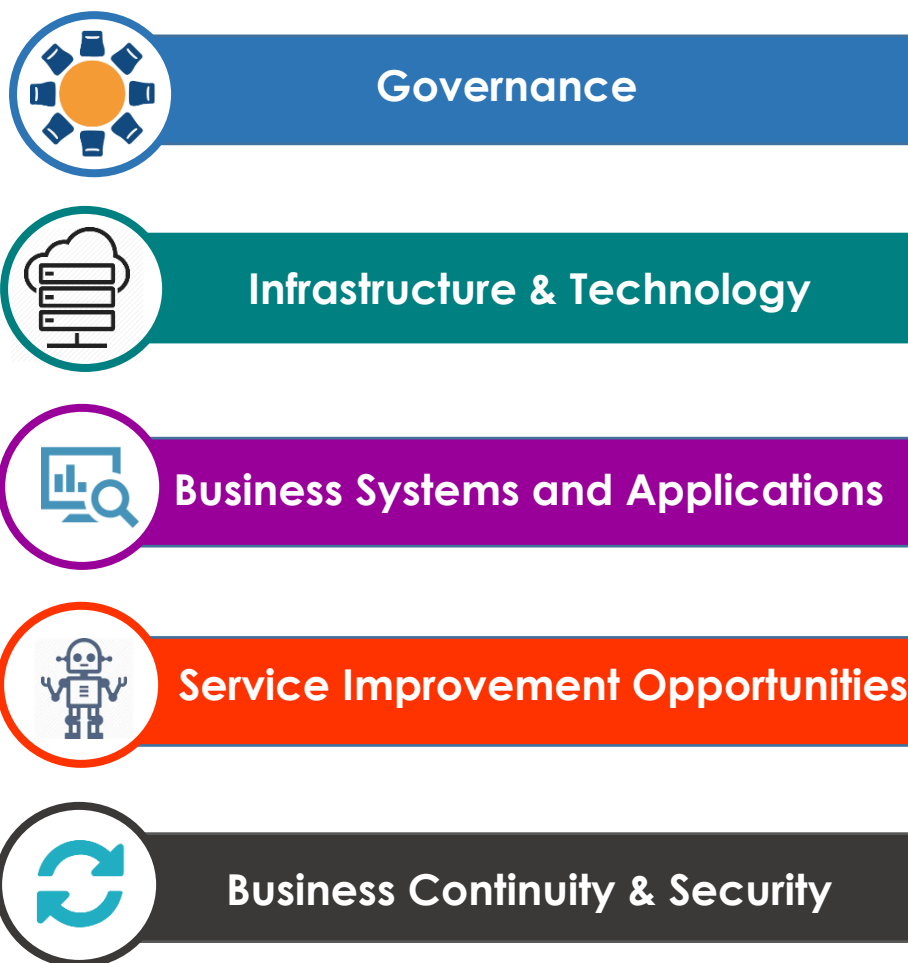 Governance
Infrastructure & Technology
Business Systems and Applications
Service Improvement Opportunities
Business Continuity & Security